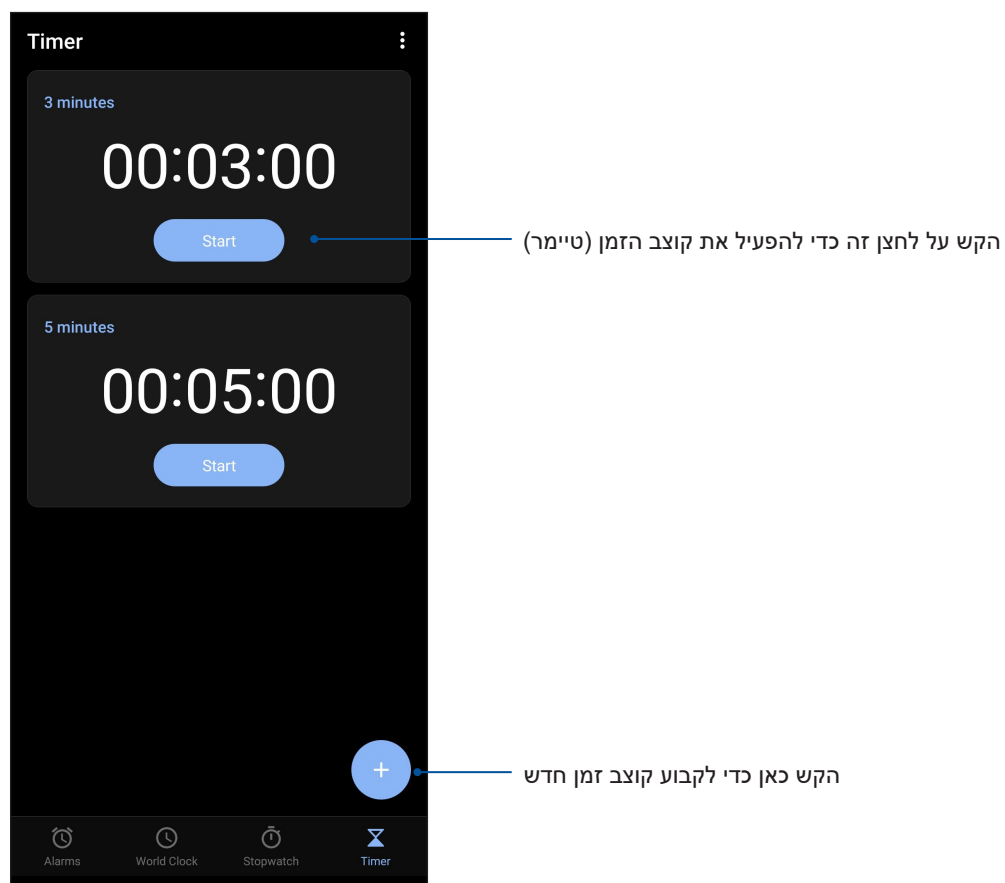 Timer
3 minutes
00:03:00
Start
הקש על לחצן זה כדי להפעיל את קוצב הזמן (טיימר)
5 minutes
00:05:00
Start
הקש כאן כדי לקבוע קוצב זמן חדש
Alarms
World Clock
Stopwatch
Timer